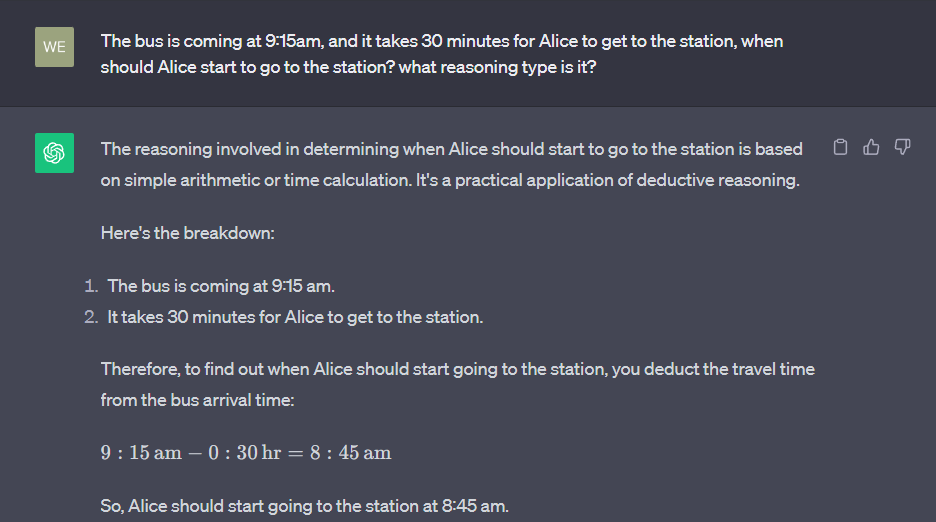 WE
The bus is coming at 9:15am, and it takes 30 minutes for Alice to get to the station, when
should Alice start to go to the station? what reasoning type is it?
The reasoning involved in determining when Alice should start to go to the station is based
on simple arithmetic or time calculation. It's a practical application of deductive reasoning.
Here's the breakdown:
1. The bus is coming at 9:15 am.
2. It takes 30 minutes for Alice to get to the station.
Therefore, to find out when Alice should start going to the station, you deduct the travel time
from the bus arrival time:
9 : 15 am − 0 : 30 hr = 8 : 45 am
So, Alice should start going to the station at 8:45 am.